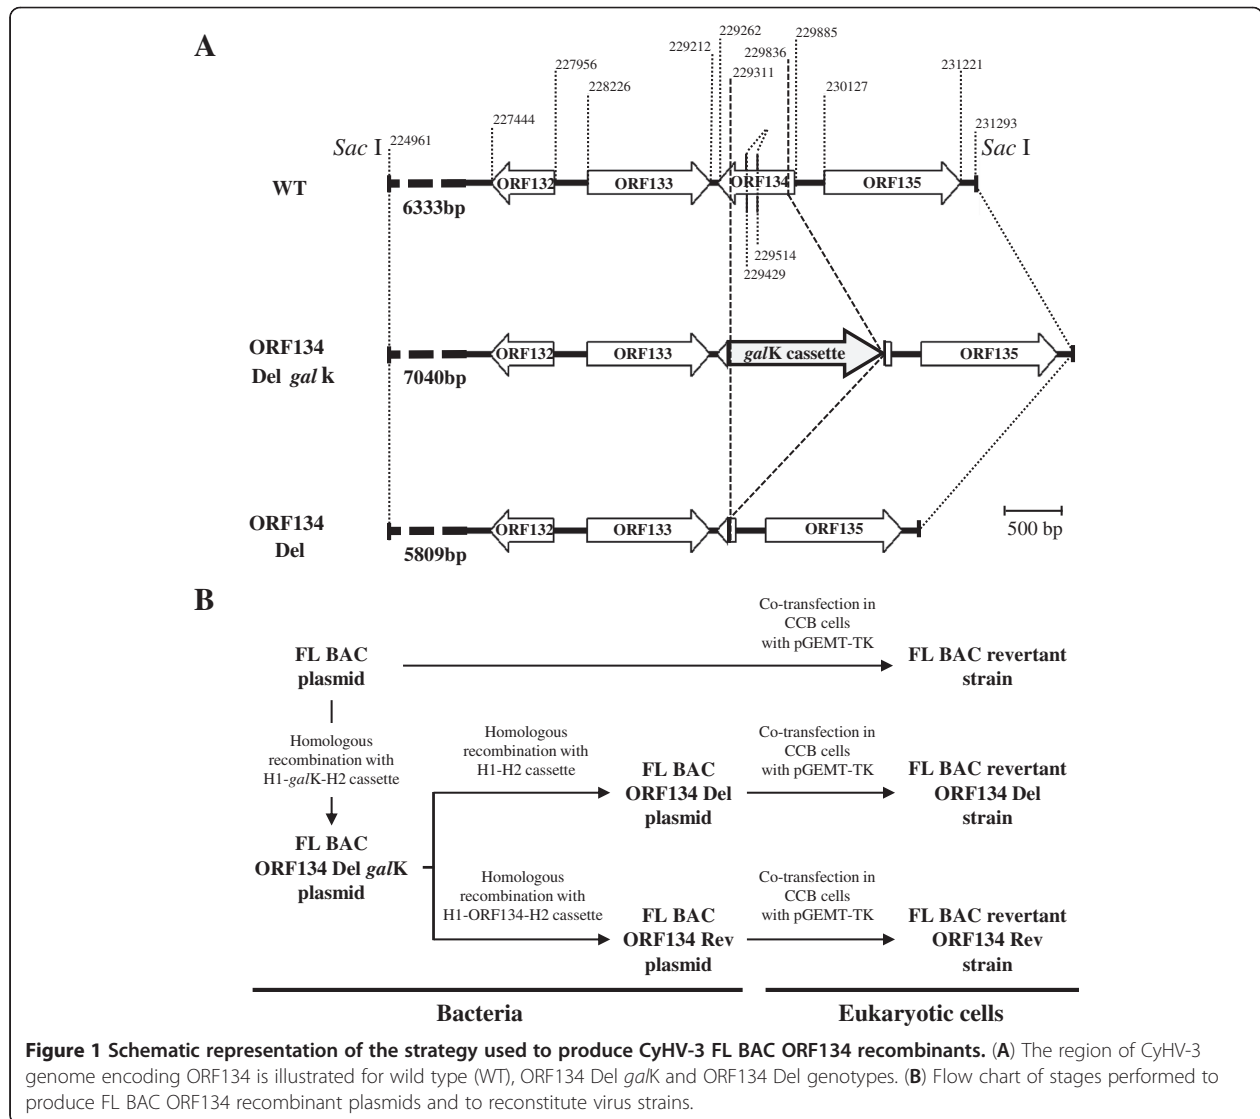 A
229262
229885
229212
229836
227956
229311
231221
228226
230127
227444
231293
Sac I
224961
Sac I
WT
ORF132
ORF133
ORF134
ORF135
6333bp
229514
229429
ORF134
Del gal k
ORF132
ORF133
galK cassette
ORF135
7040bp
ORF134
Del
ORF132
ORF133
ORF135
500 bp
5809bp
B
Co-transfection in
CCB cells
with pGEMT-TK
FL BAC
plasmid
FL BAC revertant
strain
Homologous
recombination with
H1-galK-H2 cassette
Homologous
recombination with
H1-H2 cassette
Co-transfection in
CCB cells
with pGEMT-TK
FL BAC
ORF134 Del
plasmid
FL BAC revertant
ORF134 Del
strain
FL BAC
ORF134 Del galK
plasmid
Homologous
recombination with
H1-ORF134-H2 cassette
Co-transfection in
CCB cells
with pGEMT-TK
FL BAC
ORF134 Rev
plasmid
FL BAC revertant
ORF134 Rev
strain
Bacteria
Eukaryotic cells
Figure 1 Schematic representation of the strategy used to produce CyHV-3 FL BAC ORF134 recombinants. (A) The region of CyHV-3
genome encoding ORF134 is illustrated for wild type (WT), ORF134 Del galK and ORF134 Del genotypes. (B) Flow chart of stages performed to
produce FL BAC ORF134 recombinant plasmids and to reconstitute virus strains.